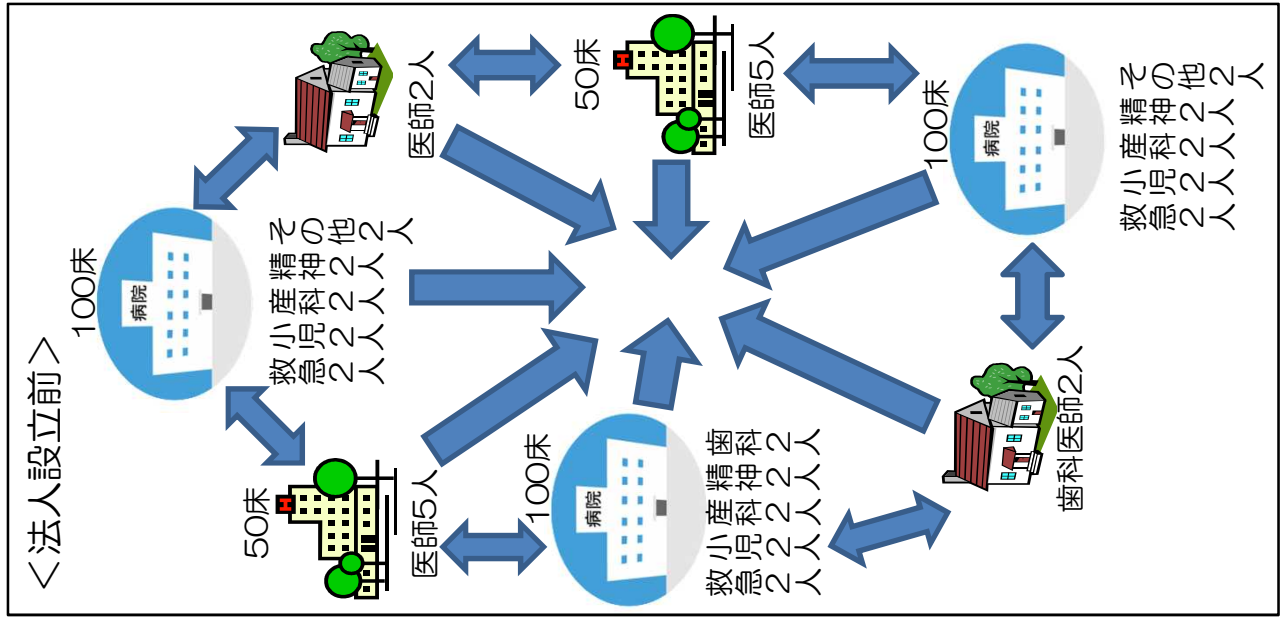 <法人設立前>
100床
病院
救急2人
小児2人
産科2人
精神2人
その他2人
50床
医師5人
医師2人
100床
病院
救急2人
小児2人
産科2人
精神2人
歯科2人
50床
医師5人
歯科医師2人
100床
病院
救急2人
小児2人
産科2人
精神2人
その他2人